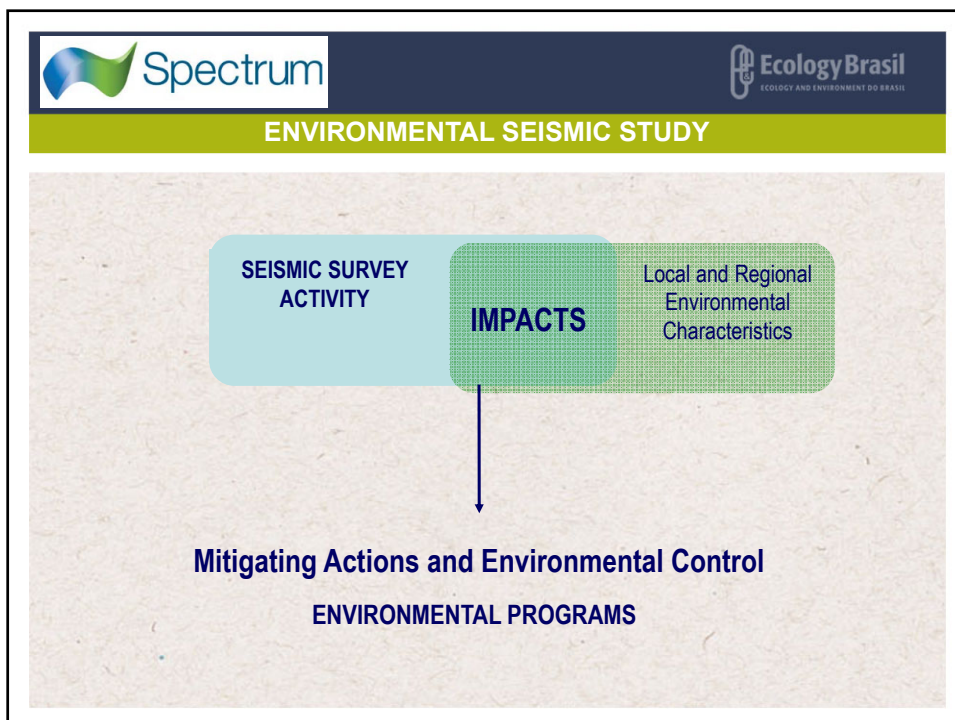 Spectrum
Ecology Brasil
ECOLOGY AND ENVIRONMENT DO BRASIL
ENVIRONMENTAL SEISMIC STUDY
SEISMIC SURVEY
ACTIVITY
IMPACTS
Local and Regional
Environmental
Characteristics
Mitigating Actions and Environmental Control
ENVIRONMENTAL PROGRAMS